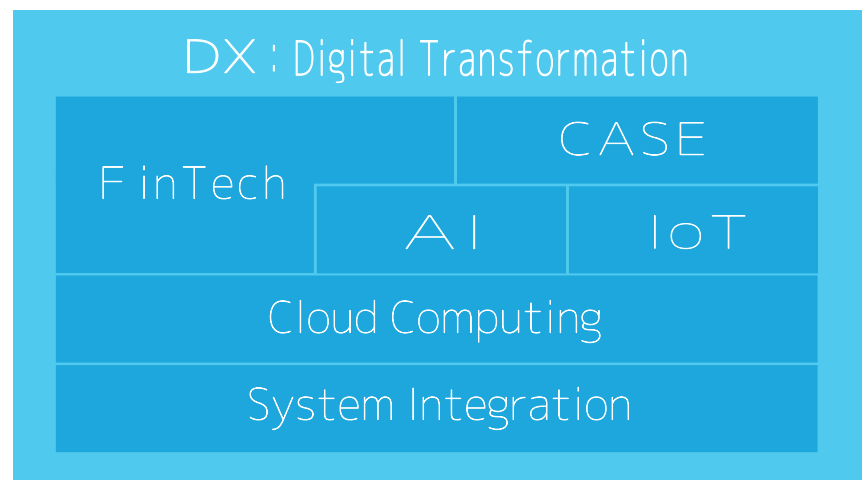 DX：Digital Transformation
CASE
FinTech
AI
IoT
Cloud Computing
System Integration